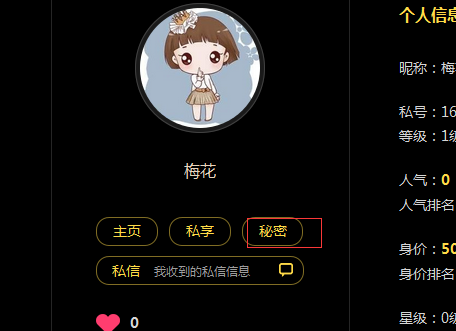 梅花
主页 私享 秘密
私信 我收到的私信信息
0
个人信息
昵称：梅
私号：16
等级：1级
人气：0
人气排名
身价：50
身价排名
星级：0级